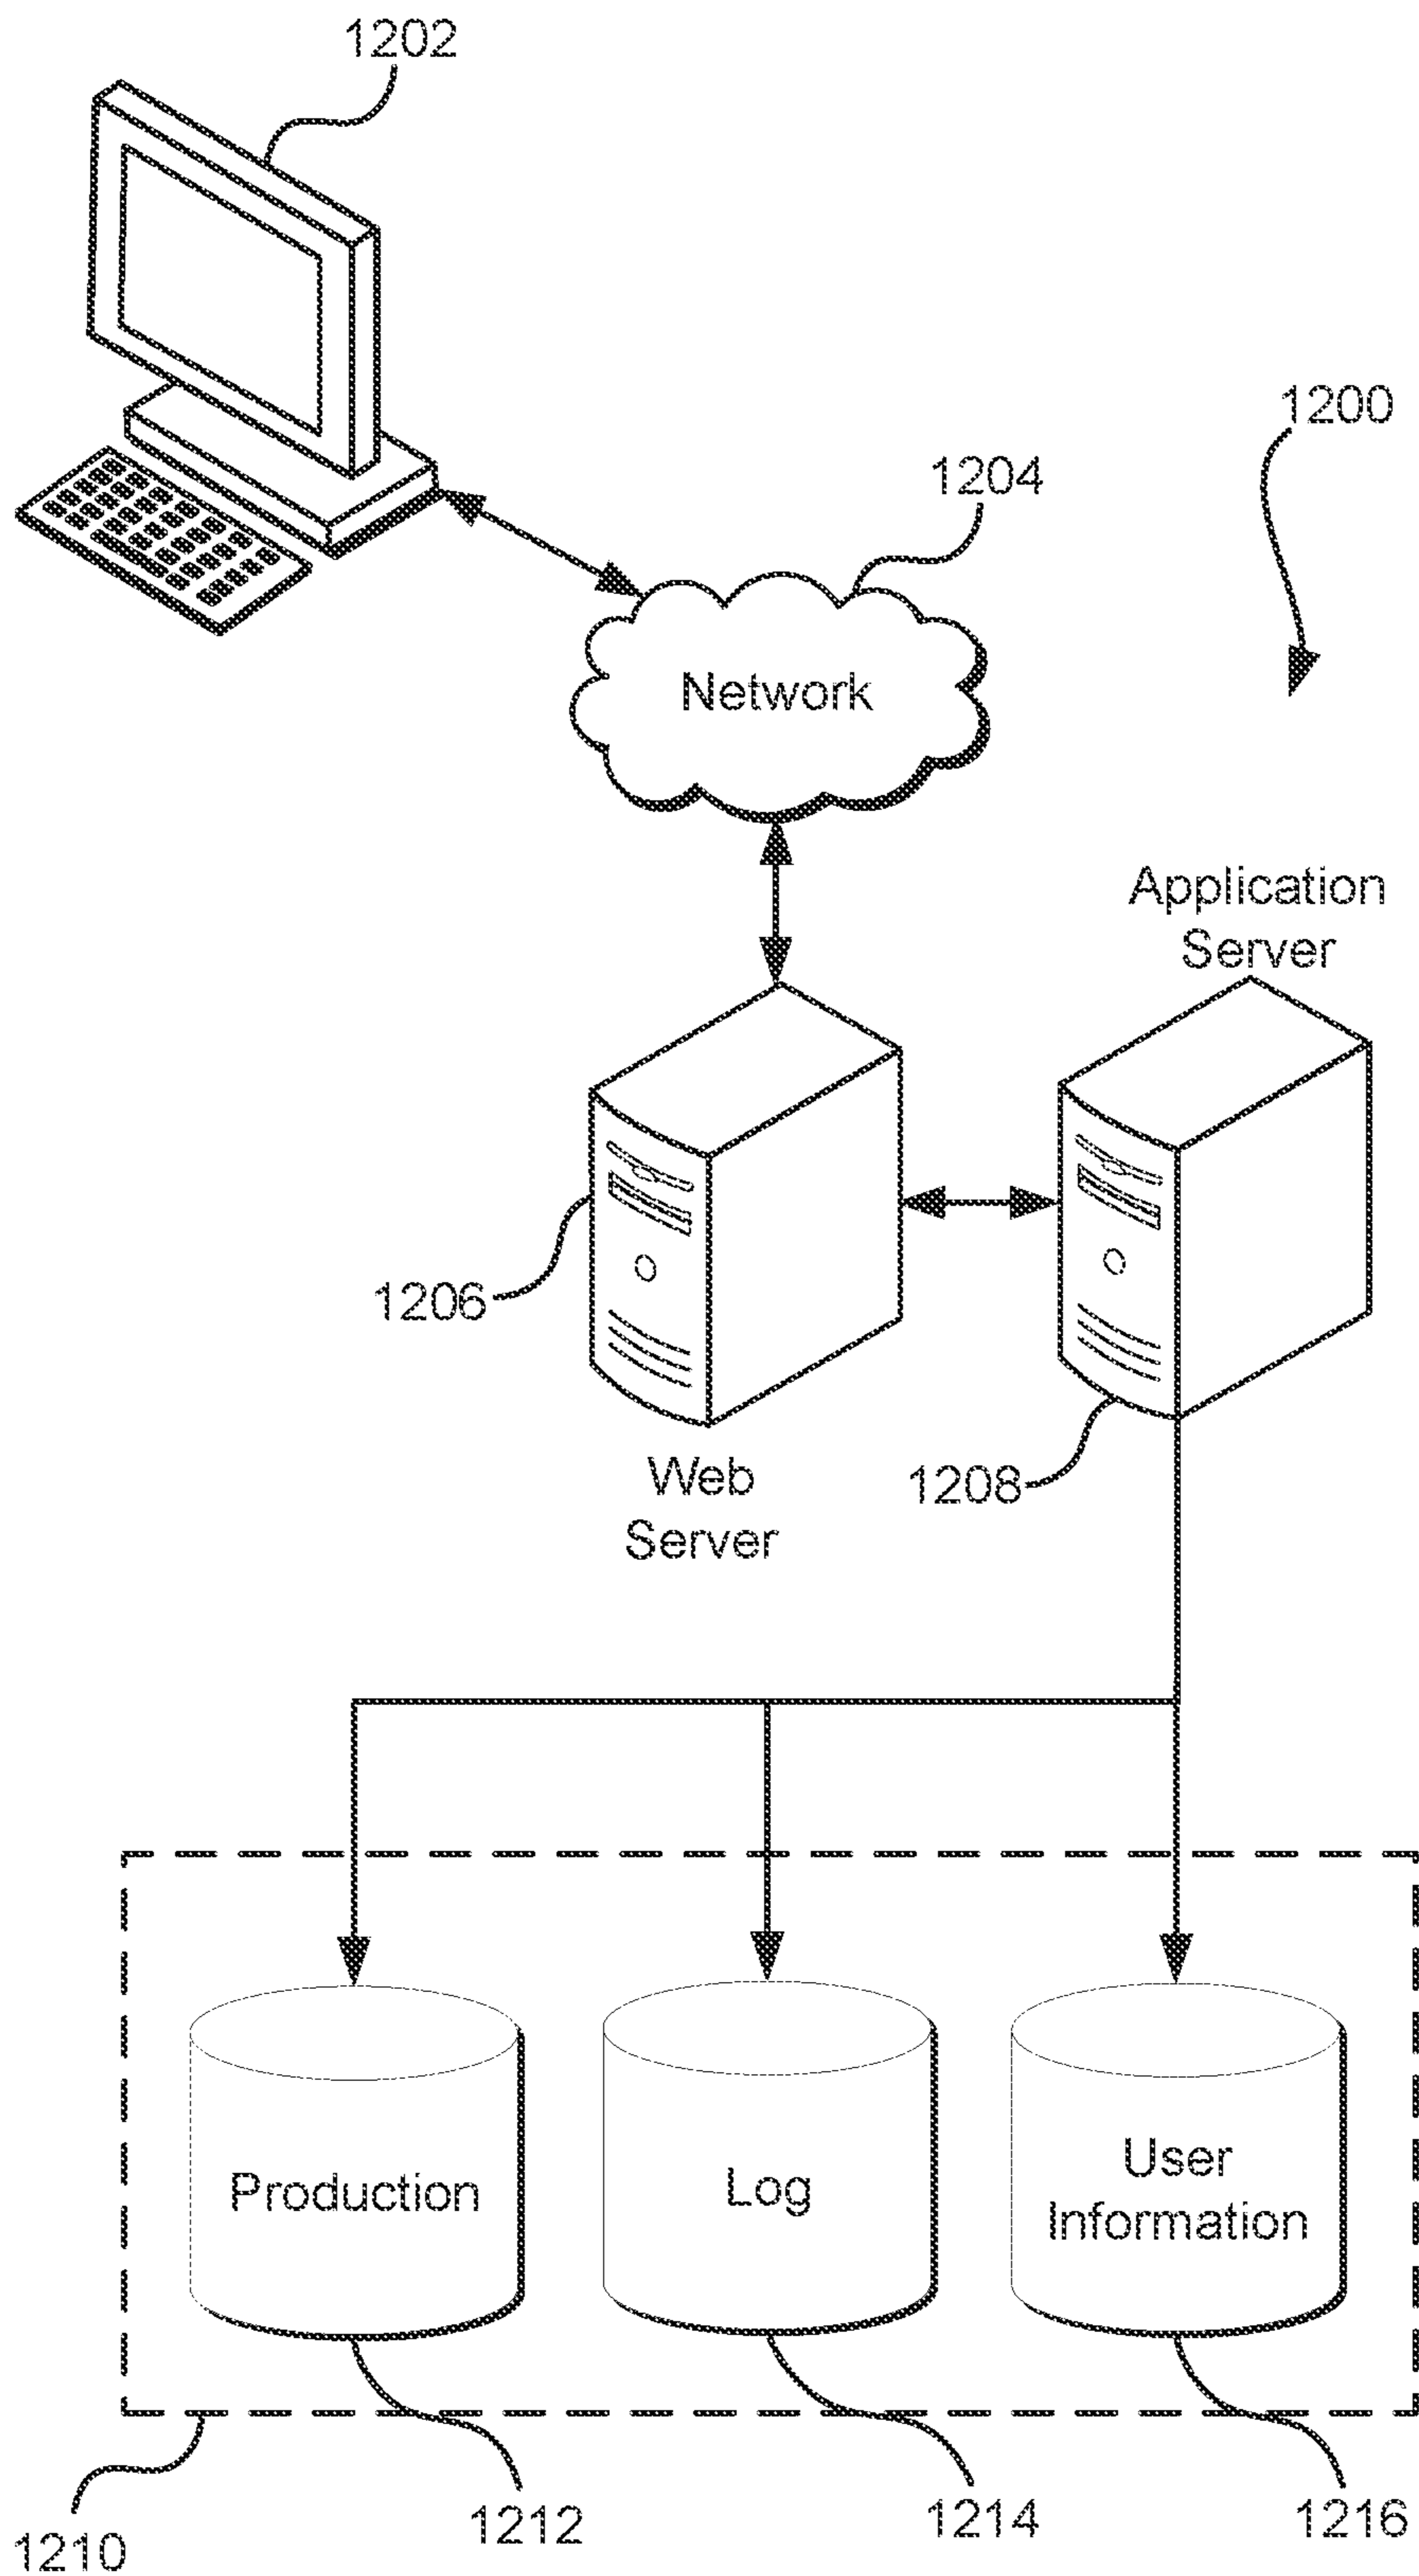 1202
1200
1204
Network
Application
Server
1206
1208
Web
Server
Production
Log
User
Information
1210
1212
1214
1216